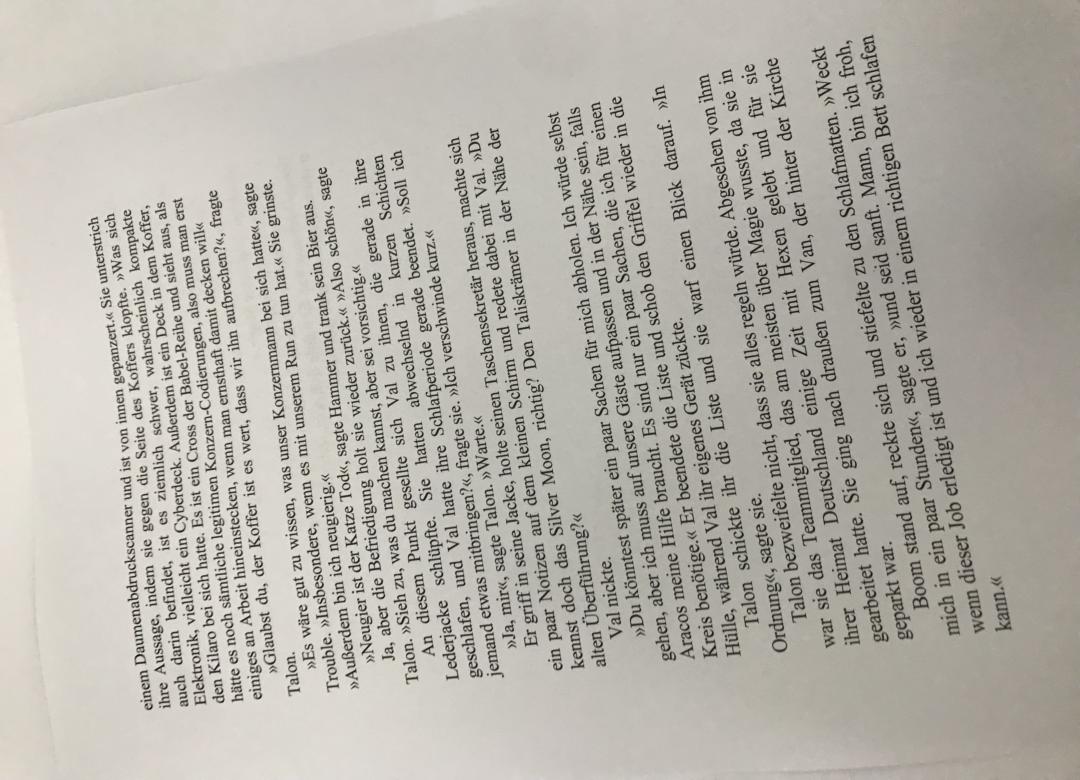 einem Daumenabdruckscanner und ist von innen gepanzert.« Sie unterstrich
ihre Aussage, indem sie gegen die Seite des Koffers klopfte. »Was sich
auch darin befindet, ist es ziemlich schwer, wahrscheinlich kompakte
Elektronik, vielleicht ein Cyberdeck. Außerdem ist ein Deck in dem Koffer,
den Kilaro bei sich hatte. Es ist ein Cross der Babel-Reihe und sieht aus, als
hätte es noch sämtliche legitimen Konzern-Codierungen, also muss man erst
einiges an Arbeit hineinstecken, wenn man ernsthaft damit decken will«
»Glaubst du, der Koffer ist es wert, dass wir ihn aufbrechen?«, fragte
Talon.
»Es wäre gut zu wissen, was unser Konzernmann bei sich hatte«, sagte
Trouble. »Insbesondere, wenn es mit unserem Run zu tun hat.« Sie grinste.
»Außerdem bin ich neugierig.«
»Neugier ist der Katze Tod«, sagte Hammer und trank sein Bier aus.
Ja, aber die Befriedigung holt sie wieder zurück.« »Also schön«, sagte
Talon. »Sieh zu, was du machen kannst, aber sei vorsichtig.«
An diesem Punkt gesellte sich Val zu ihnen, die gerade in ihre
Lederjacke schlüpfte. Sie hatten abwechselnd in kurzen Schichten
geschlafen, und Val hatte ihre Schlafperiode gerade beendet. »Soll ich
jemand etwas mitbringen?«, fragte sie. »Ich verschwinde kurz.«
»Ja, mir«, sagte Talon. »Warte.«
Er griff in seine Jacke, holte seinen Taschensekretär heraus, machte sich
ein paar Notizen auf dem kleinen Schirm und redete dabei mit Val. »Du
kennst doch das Silver Moon, richtig? Den Taliskrämer in der Nähe der
alten Überführung?«
Val nickte.
»Du könntest später ein paar Sachen für mich abholen. Ich würde selbst
gehen, aber ich muss auf unsere Gäste aufpassen und in der Nähe sein, falls
Aracos meine Hilfe braucht. Es sind nur ein paar Sachen, die ich für einen
Kreis benötige.« Er beendete die Liste und schob den Griffel wieder in die
Hülle, während Val ihr eigenes Gerät zückte.
Talon schickte ihr die Liste und sie warf einen Blick darauf. »In
Ordnung«, sagte sie.
Talon bezweifelte nicht, dass sie alles regeln würde. Abgesehen von ihm
war sie das Teammitglied, das am meisten über Magie wusste, da sie in
ihrer Heimat Deutschland einige Zeit mit Hexen gelebt und für sie
gearbeitet hatte. Sie ging nach draußen zum Van, der hinter der Kirche
geparkt war.
Boom stand auf, reckte sich und stiefelte zu den Schlafmatten. »Weckt
mich in ein paar Stunden«, sagte er, »und seid sanft. Mann, bin ich froh,
wenn dieser Job erledigt ist und ich wieder in einem richtigen Bett schlafen
kann.«